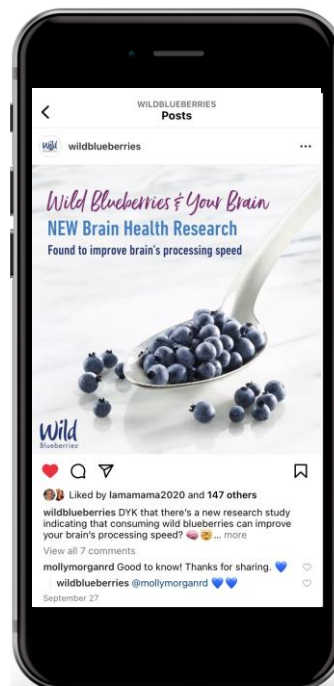 WILDBLUEBERRIES
Posts
Wild
wildblueberries
Wild Blueberries & Your Brain
NEW Brain Health Research
Found to improve brain's processing speed
Wild
Blueberries
Liked by lamamama2020 and 147 others
wildblueberries DYK that there's a new research study
indicating that consuming wild blueberries can improve
your brain's processing speed? 🧠🤯 ... more
View all 7 comments
mollymorganrd Good to know! Thanks for sharing. 💙
wildblueberries @mollymorganrd 💙💙
September 27